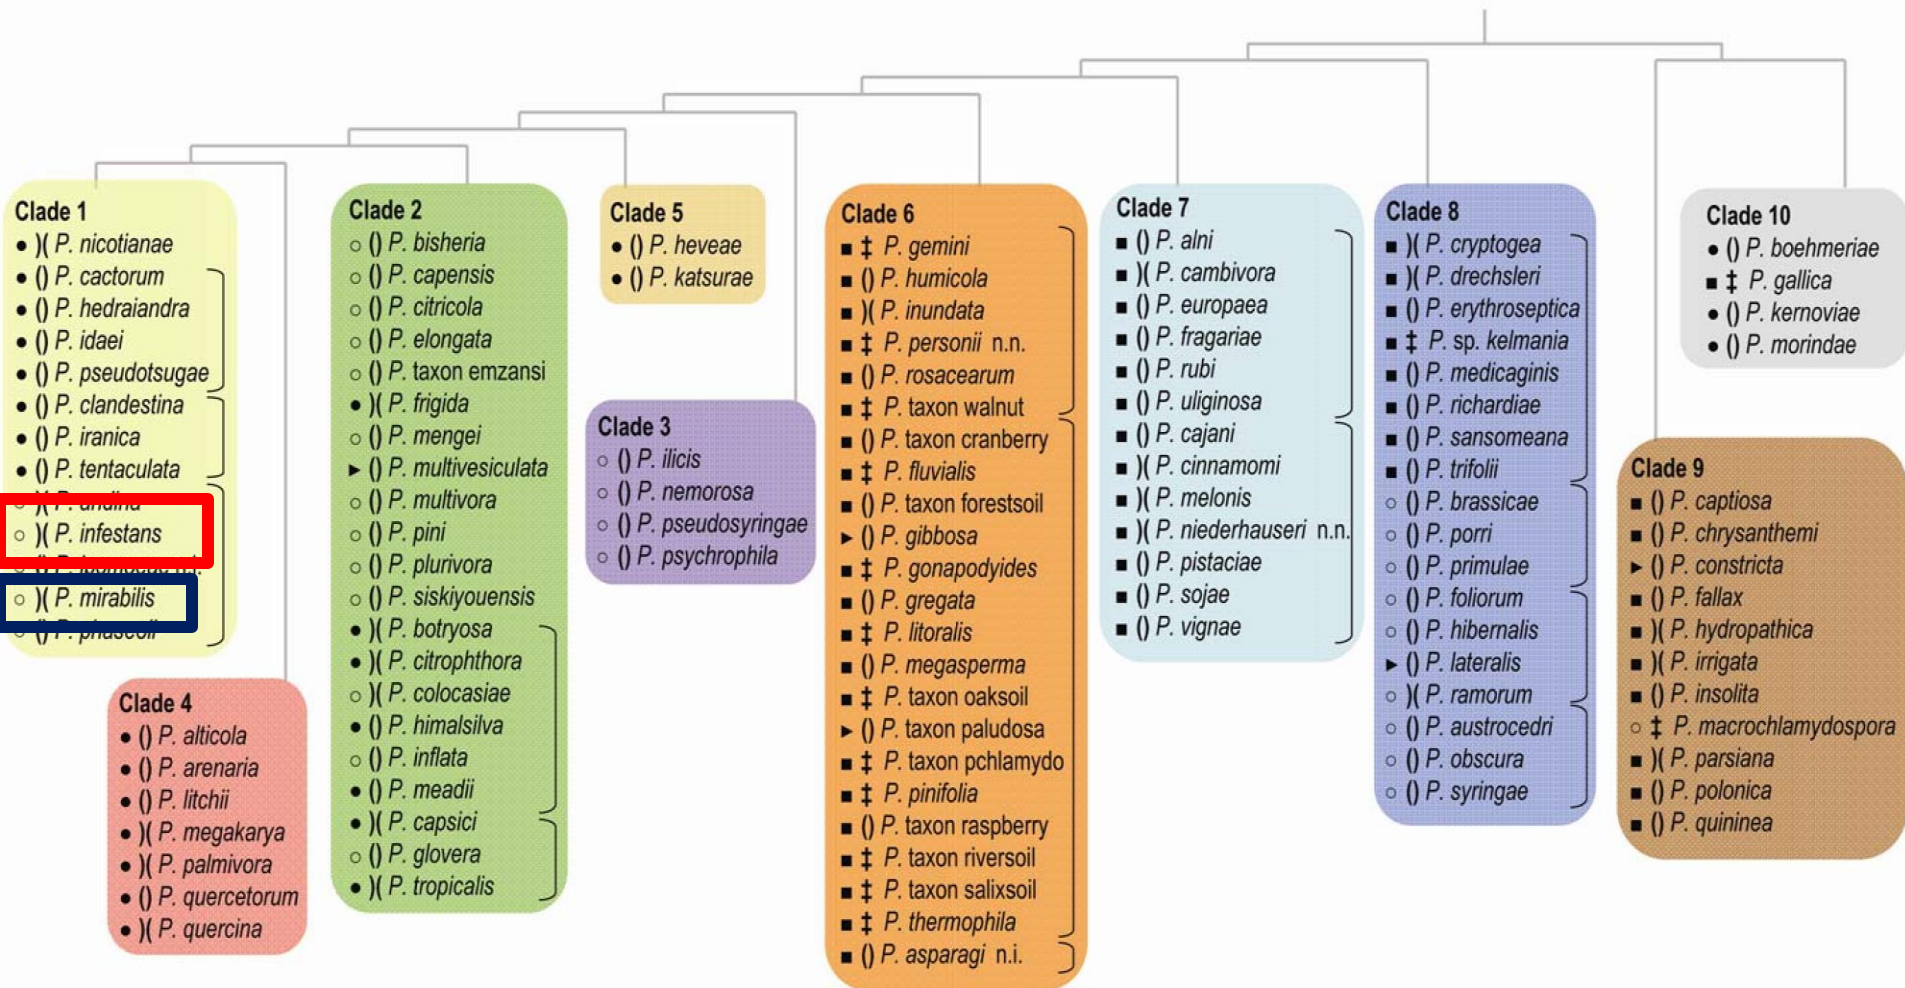 Clade 1
● )( P. nicotianae
● () P. cactorum
● () P. hedraiandra
● () P. idaei
● () P. pseudotsugae
● () P. clandestina
● () P. iranica
● () P. tentaculata
○ )( P. andina
○ )( P. infestans
○ () P. ipomoeae n.i.
○ )( P. mirabilis
○ () P. phaseoli
Clade 4
● () P. alticola
● () P. arenaria
● () P. litchii
● )( P. megakarya
● )( P. palmivora
● () P. quercetorum
● )( P. quercina
Clade 2
○ () P. bisheria
○ () P. capensis
○ () P. citricola
○ () P. elongata
○ () P. taxon emzansi
● )( P. frigida
○ () P. mengei
► () P. multivesiculata
○ () P. multivora
○ () P. pini
○ () P. plurivora
○ () P. siskiyouensis
● )( P. botryosa
● )( P. citrophthora
○ )( P. colocasiae
● () P. himalsilva
○ () P. inflata
● () P. meadii
● )( P. capsici
○ () P. glovera
● )( P. tropicalis
Clade 5
● () P. heveae
● () P. katsurae
Clade 3
○ () P. ilicis
○ () P. nemorosa
○ () P. pseudosyringae
○ () P. psychrophila
Clade 6
■ ‡ P. gemini
■ () P. humicola
■ )( P. inundata
■ ‡ P. personii n.n.
■ () P. rosacearum
■ ‡ P. taxon walnut
■ () P. taxon cranberry
■ ‡ P. fluvialis
■ () P. taxon forestsoil
► () P. gibbosa
■ ‡ P. gonapodyides
■ () P. gregata
■ ‡ P. litoralis
■ () P. megasperma
■ ‡ P. taxon oaksoil
► () P. taxon paludosa
■ ‡ P. taxon pchlamydo
■ ‡ P. pinifolia
■ () P. taxon raspberry
■ ‡ P. taxon riversoil
■ ‡ P. taxon salixsoil
■ ‡ P. thermophila
■ () P. asparagi n.i.
Clade 7
■ () P. alni
■ )( P. cambivora
■ () P. europaea
■ () P. fragariae
■ () P. rubi
■ () P. uliginosa
■ () P. cajani
■ )( P. cinnamomi
■ )( P. melonis
■ )( P. niederhauseri n.n.
■ () P. pistaciae
■ () P. sojae
■ () P. vignae
Clade 8
■ )( P. cryptogea
■ )( P. drechsleri
■ () P. erythroseptica
■ ‡ P. sp. kelmania
■ () P. medicaginis
■ () P. richardiae
■ () P. sansomeana
■ () P. trifolii
○ () P. brassicae
○ () P. porri
○ () P. primulae
○ () P. foliorum
○ () P. hibernalis
► () P. lateralis
○ )( P. ramorum
○ () P. austrocedri
○ () P. obscura
○ () P. syringae
Clade 9
■ () P. captiosa
■ () P. chrysanthemi
► () P. constricta
■ () P. fallax
■ )( P. hydropathica
■ )( P. irrigata
■ () P. insolita
○ ‡ P. macrochlamydospora
■ )( P. parsiana
■ () P. polonica
■ () P. quininea
Clade 10
● () P. boehmeriae
■ ‡ P. gallica
● () P. kernoviae
● () P. morindae